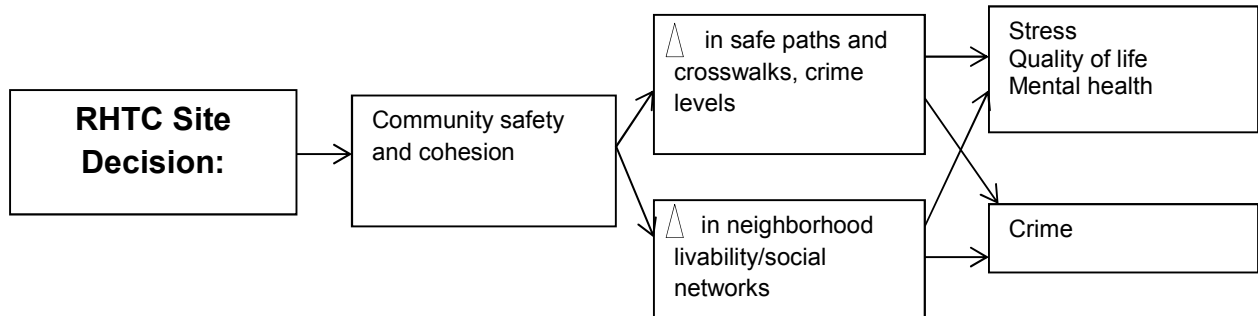 RHTC Site
Decision:
Community safety
and cohesion
△ in safe paths and
crosswalks, crime
levels
△ in neighborhood
livability/social
networks
Stress
Quality of life
Mental health
Crime